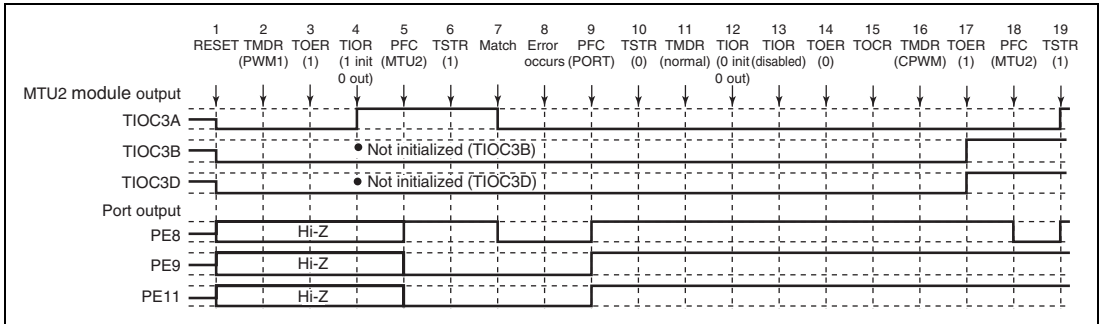 1 2 3 4 5 6 7 8 9 10 11 12 13 14 15 16 17 18 19
RESET TMDR TOER TIOR PFC TSTR Match Error PFC TSTR TMDR TIOR TIOR TOER TOCR TMDR TOER PFC TSTR
(PWM1) (1) (1 init (MTU2) (1) occurs (PORT) (0) (normal) (0 init (disabled) (0) (CPWM) (1) (MTU2) (1)
0 out) 0 out)
MTU2 module output
TIOC3A
TIOC3B • Not initialized (TIOC3B)
TIOC3D • Not initialized (TIOC3D)
Port output
PE8 Hi-Z
PE9 Hi-Z
PE11 Hi-Z